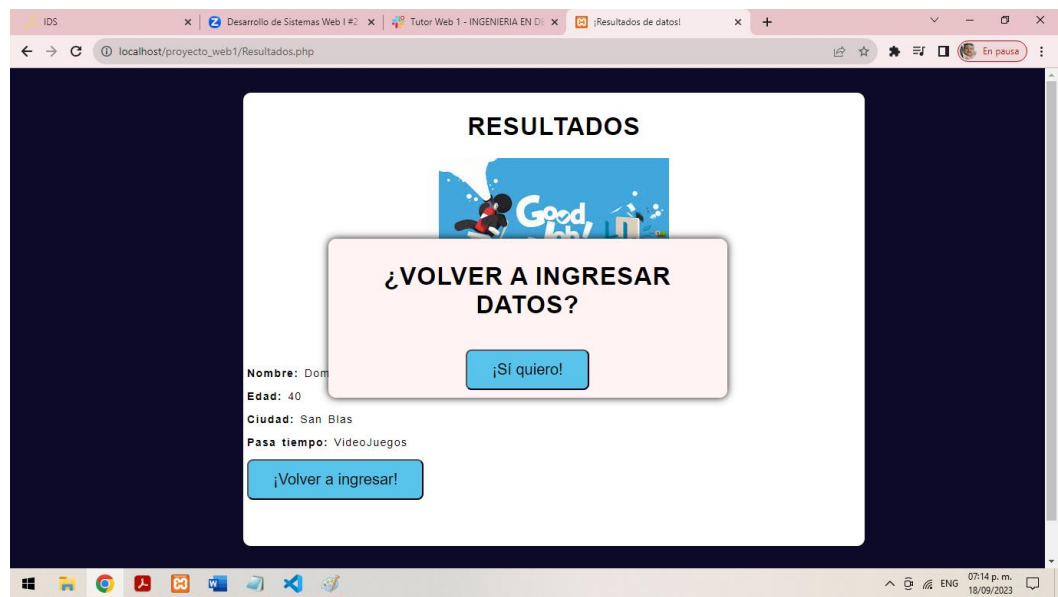 IDS
Desarrollo de Sistemas Web I #2
Tutor Web 1 - INGENIERIA EN DE
¡Resultados de datos!
localhost/proyecto_web1/Resultados.php
En pausa
RESULTADOS
Good
Job!
¿VOLVER A INGRESAR
DATOS?
¡Sí quiero!
Nombre: Dom
Edad: 40
Ciudad: San Blas
Pasa tiempo: VideoJuegos
¡Volver a ingresar!
ENG
07:14 p. m.
18/09/2023